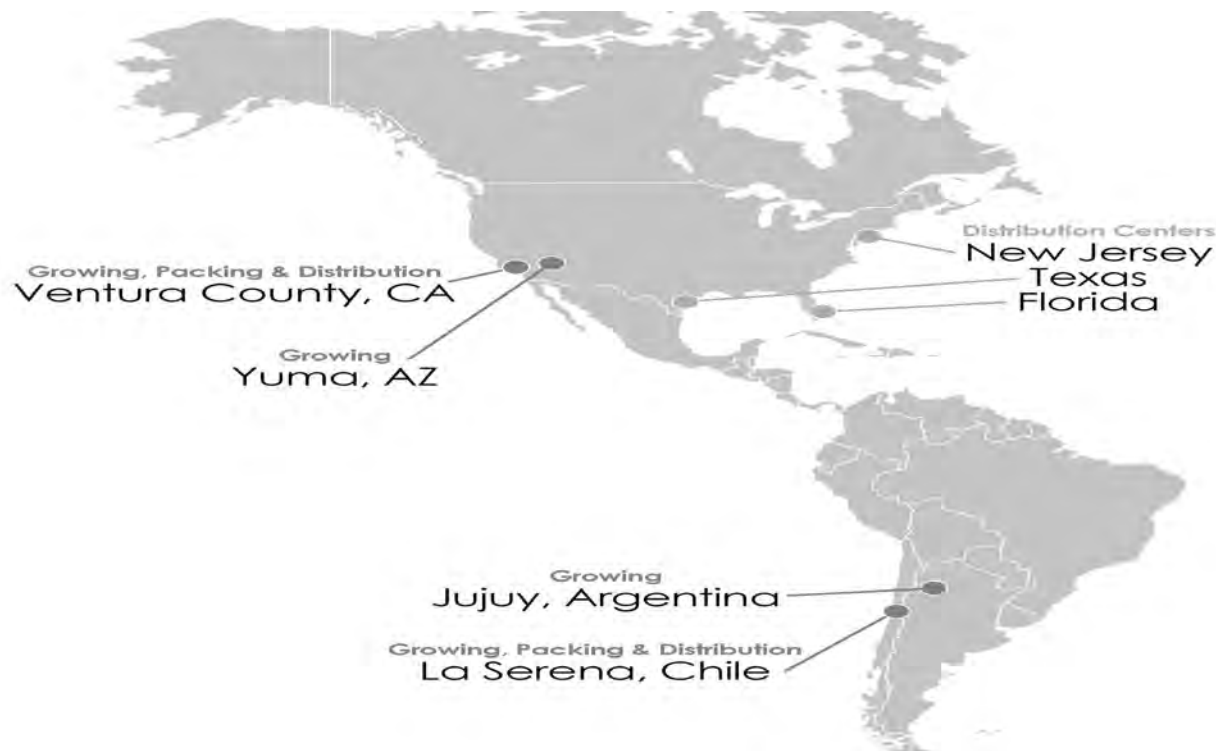 Distribution Centers
New Jersey
Texas
Florida
Growing, Packing & Distribution
Ventura County, CA
Growing
Yuma, AZ
Growing
Jujuy, Argentina
Growing, Packing & Distribution
La Serena, Chile